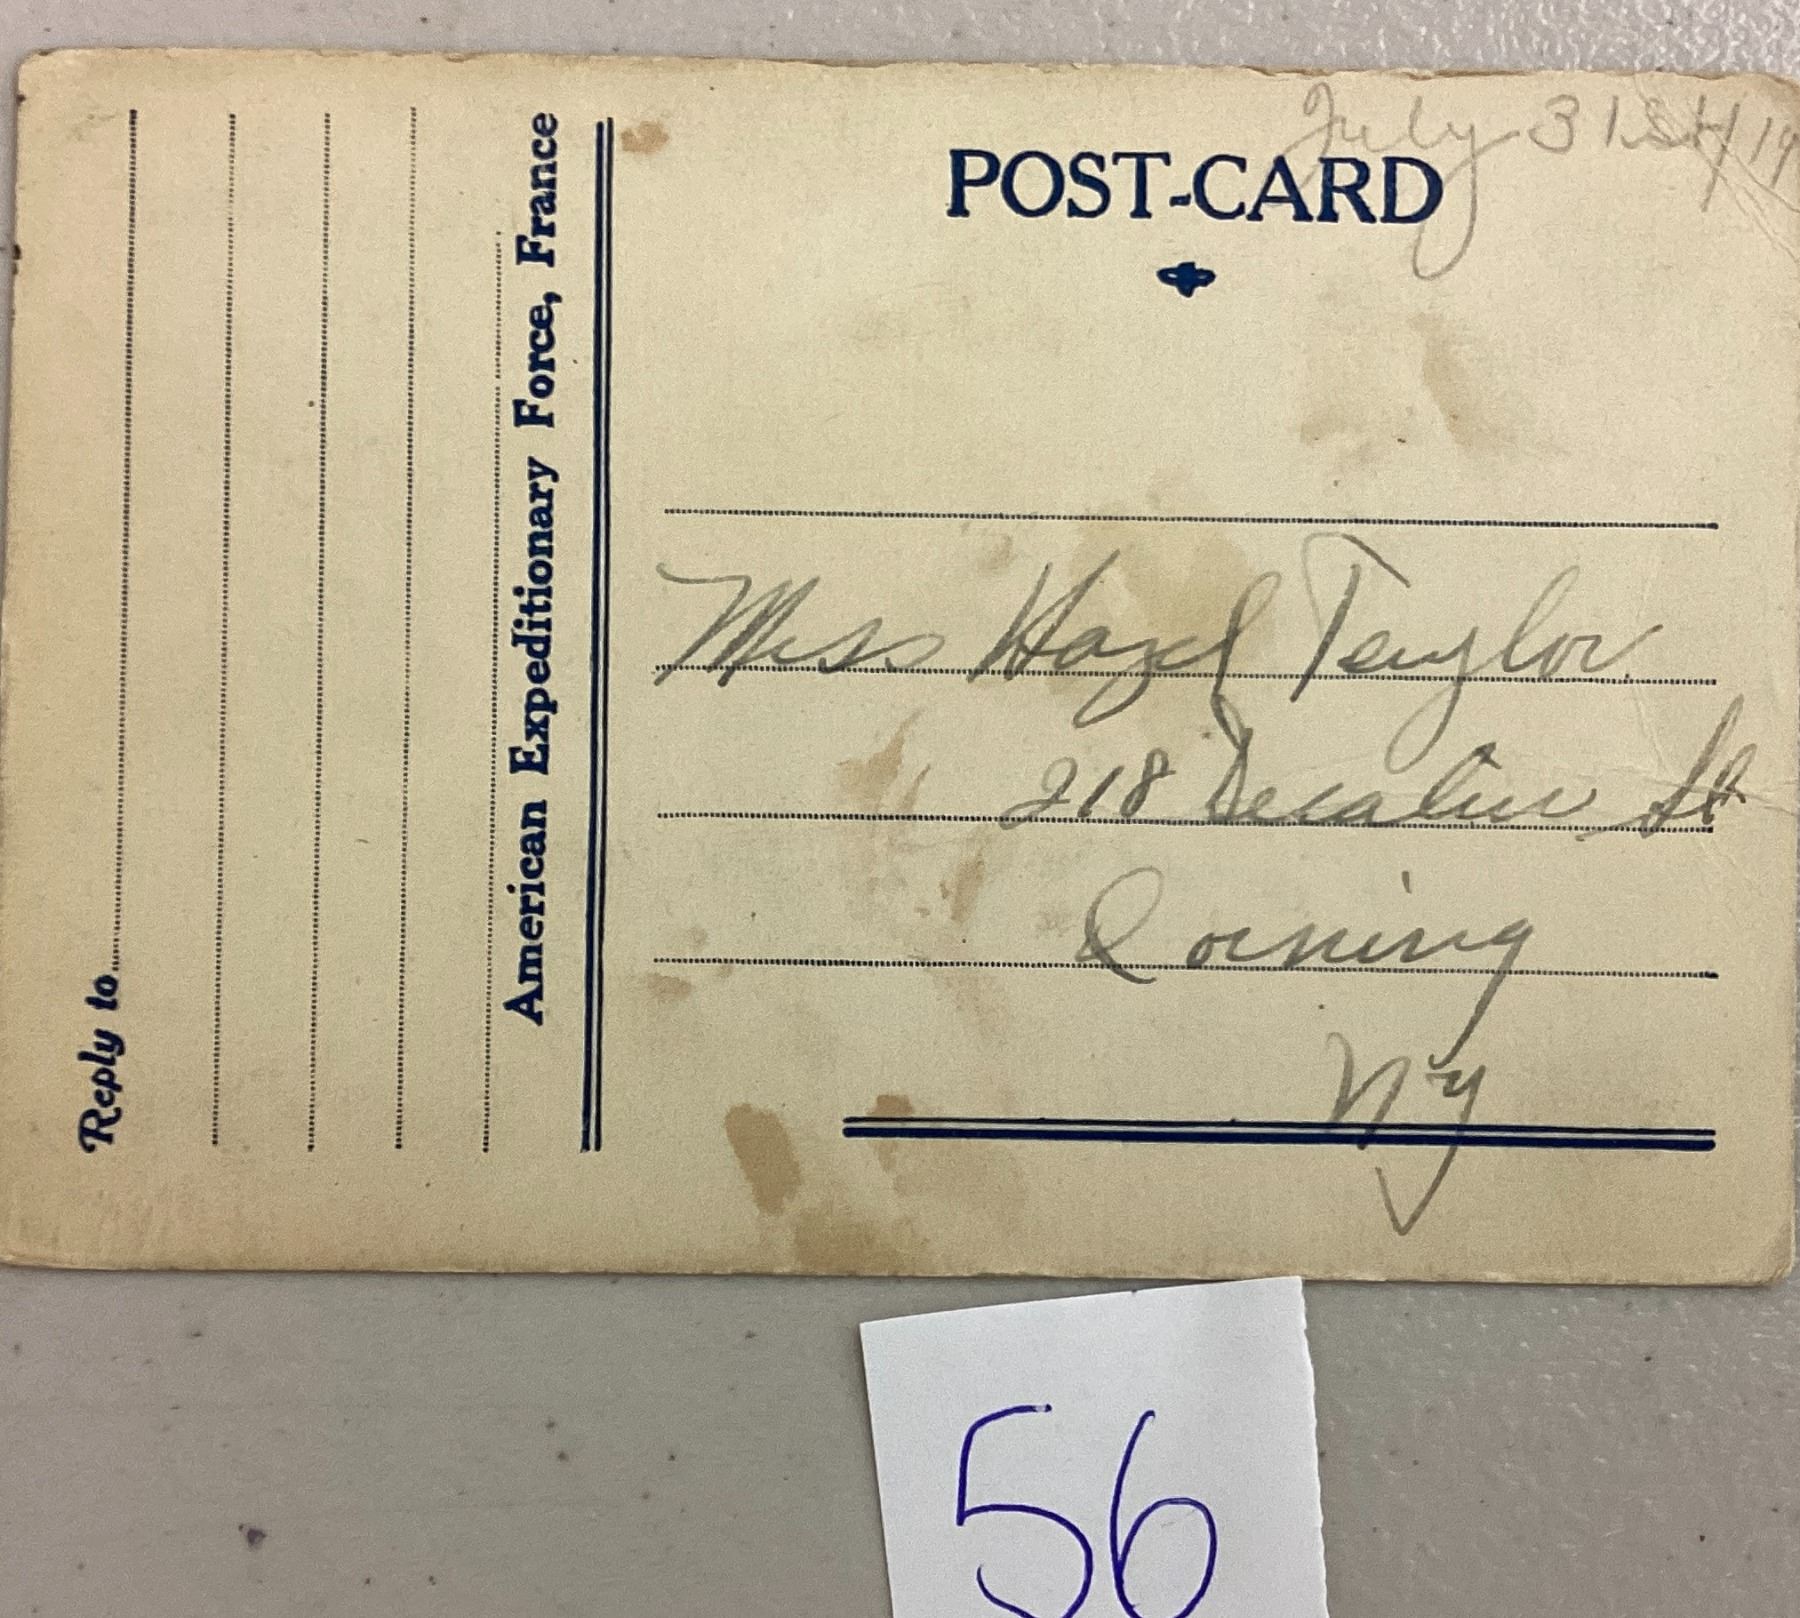 July 31st/19
POST-CARD
Miss Hazel Taylor
218 Decatur St
Corning
Ny
Reply to
American Expeditionary Force, France
56